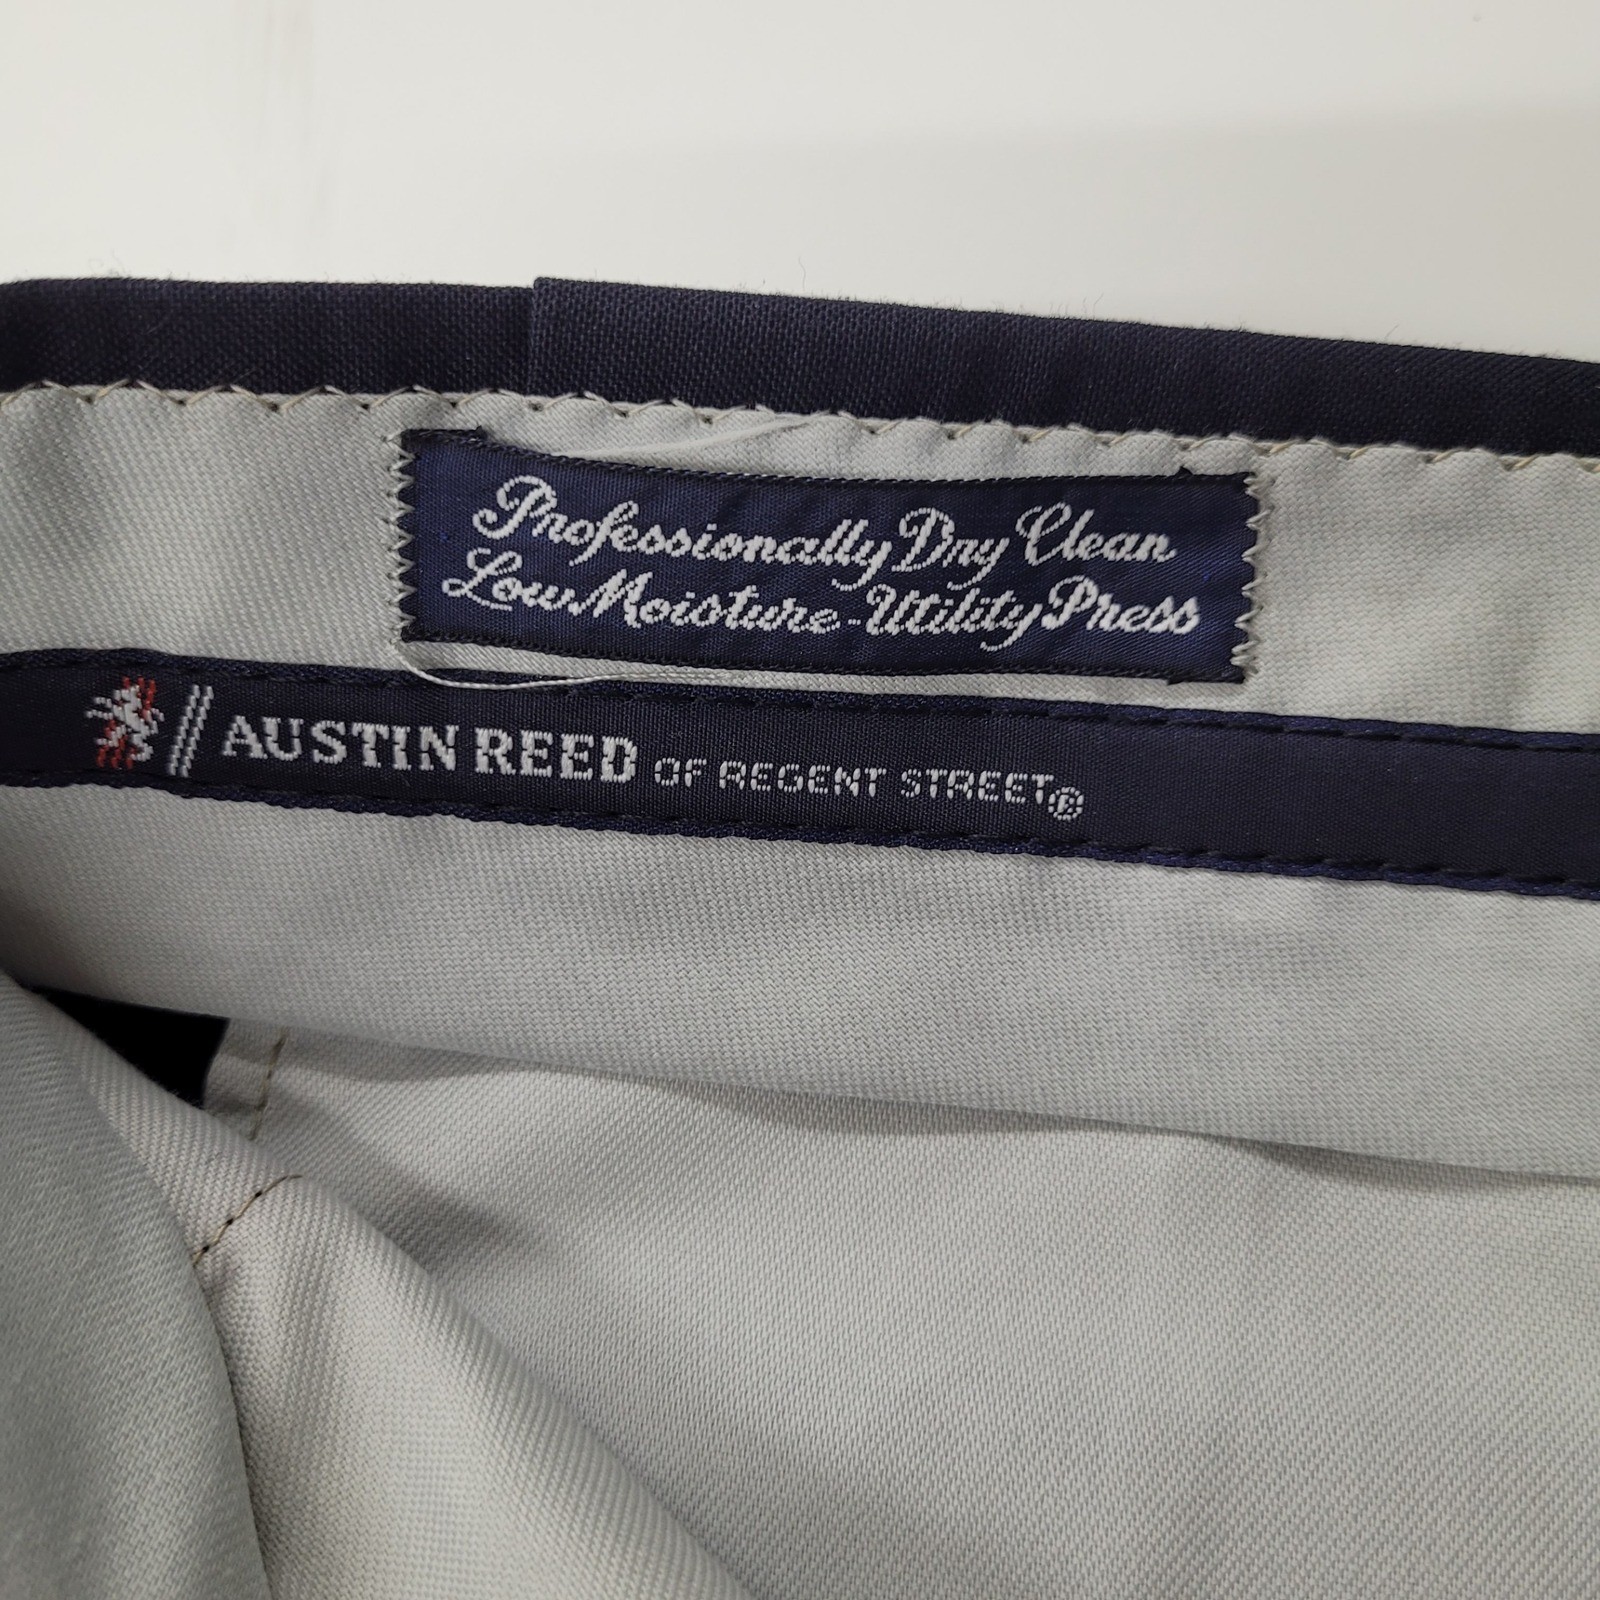 Professionally Dry Clean
Low Moisture-Utility Press
AUSTIN REED OF REGENT STREET®